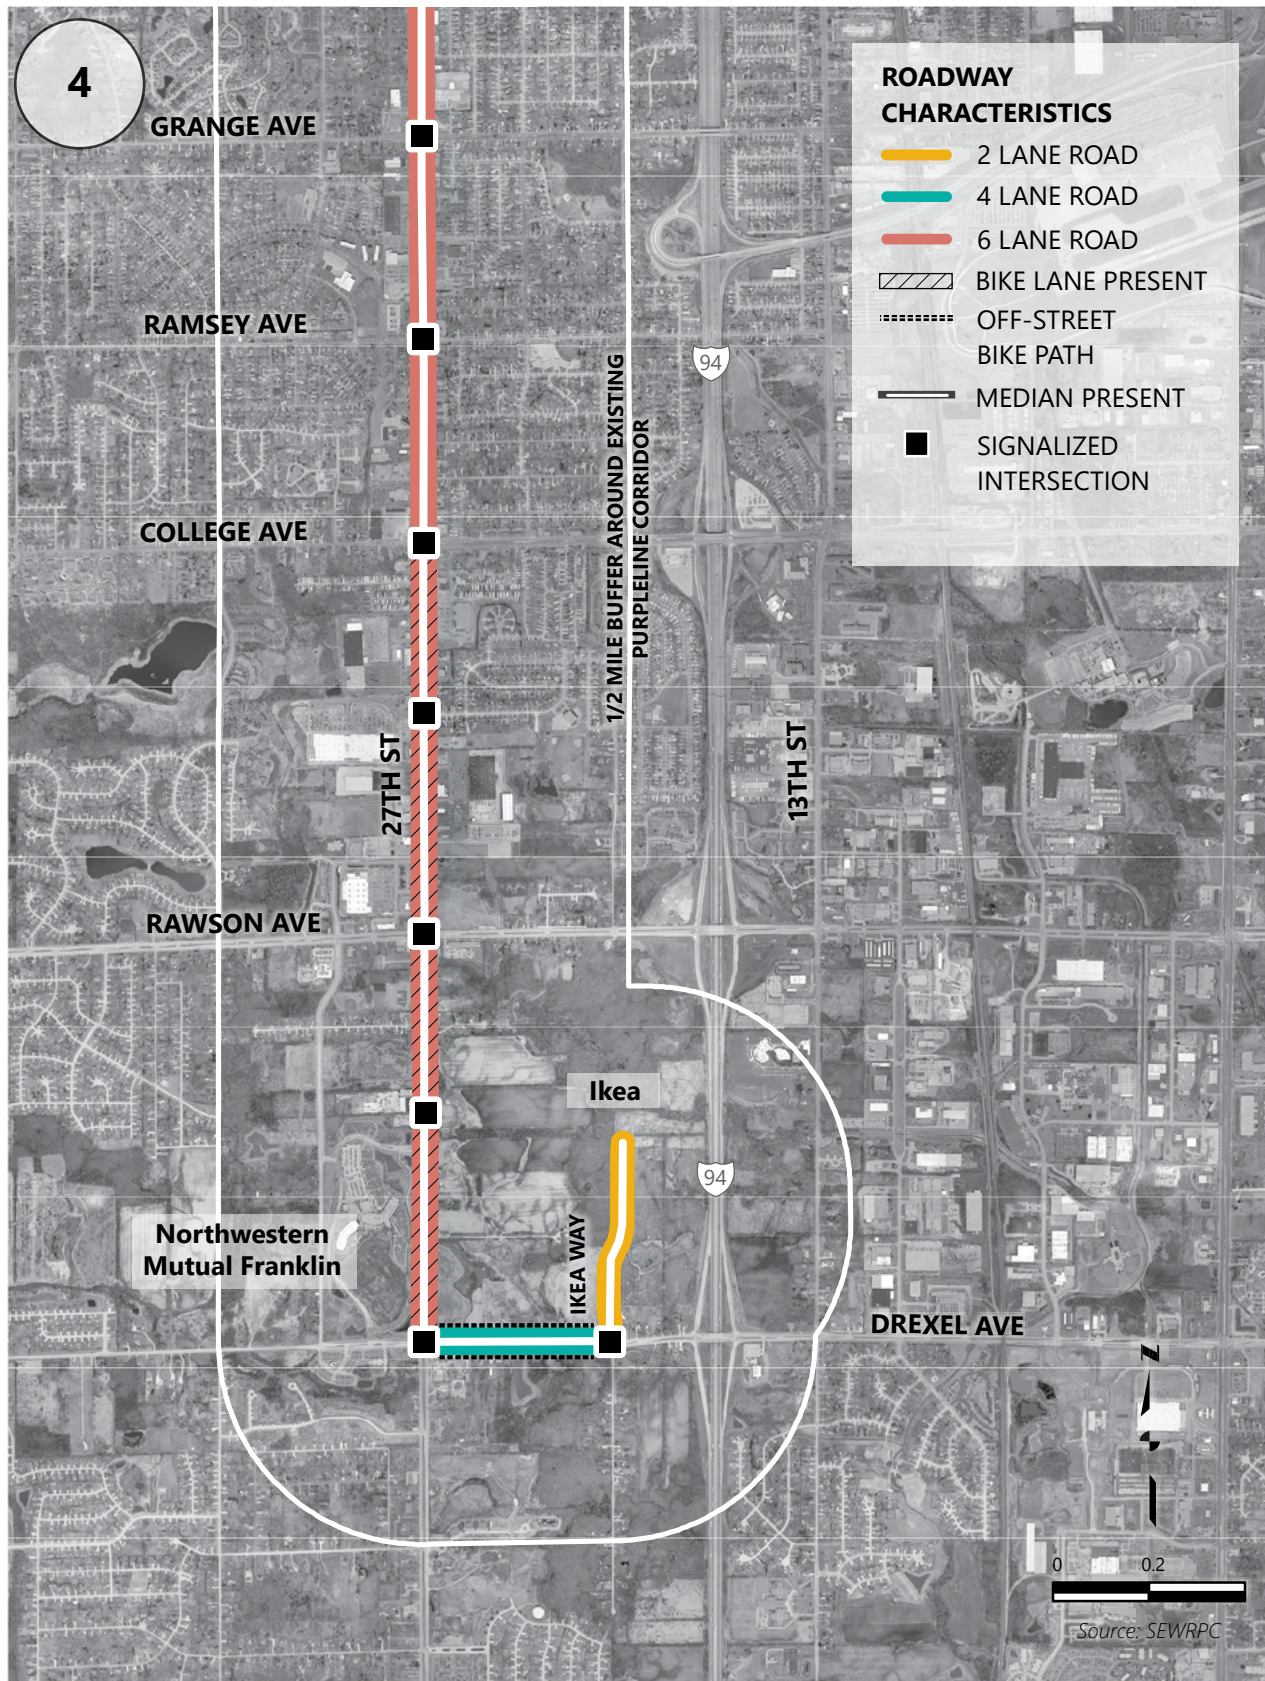 4
GRANGE AVE
RAMSEY AVE
COLLEGE AVE
RAWSON AVE
27TH ST
1/2 MILE BUFFER AROUND EXISTING
PURPLELINE CORRIDOR
13TH ST
94
94
Ikea
IKEA WAY
Northwestern
Mutual Franklin
DREXEL AVE
ROADWAY
CHARACTERISTICS
2 LANE ROAD
4 LANE ROAD
6 LANE ROAD
BIKE LANE PRESENT
OFF-STREET
BIKE PATH
MEDIAN PRESENT
SIGNALIZED
INTERSECTION
Z
0 0.2
Source: SEWRPC